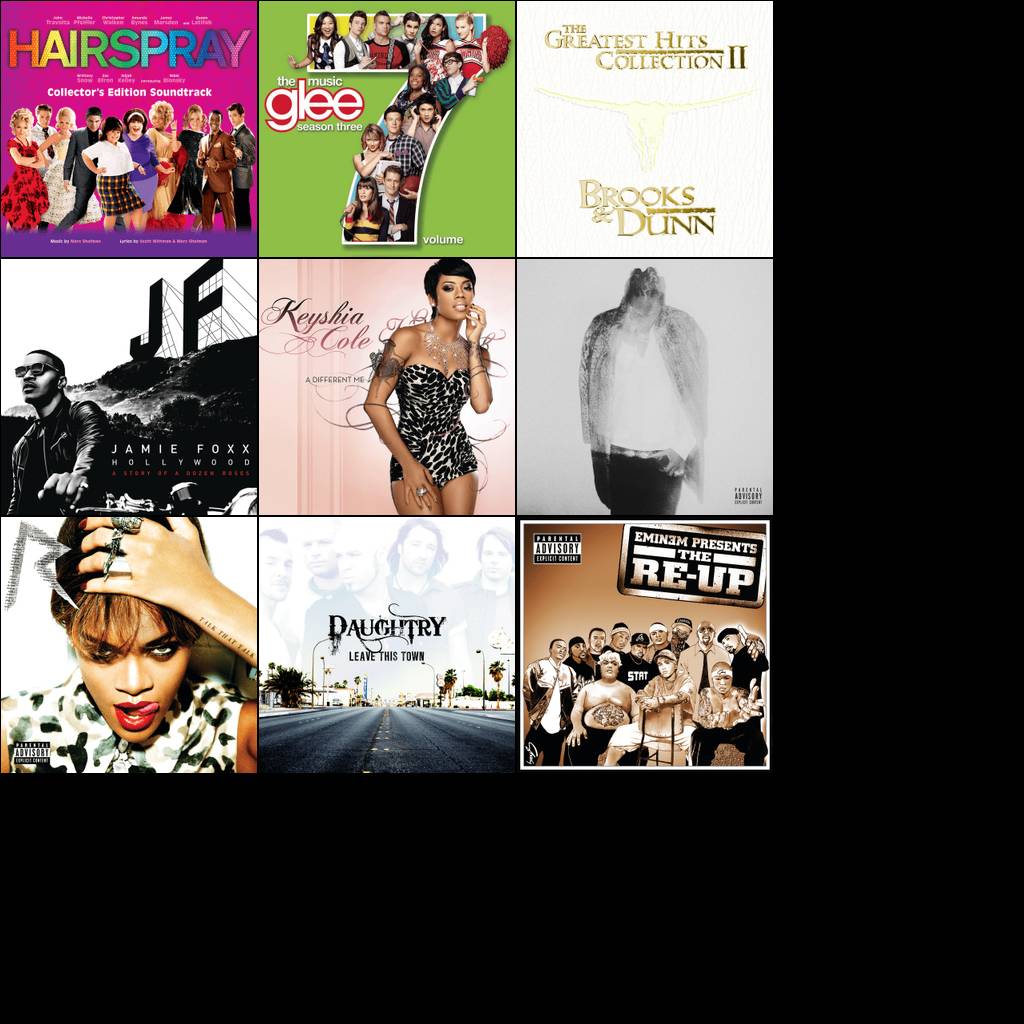 John Travolta Michelle Pfeiffer Christopher Walken Amanda Bynes James Marsden and Queen Latifah
HAIRSPRAY
Brittany Snow Zac Efron Elijah Kelley Introducing Nikki Blonsky
Collector's Edition Soundtrack
Music by Marc Shaiman Lyrics by Scott Wittman & Marc Shaiman
7
the music
glee
season three
volume
THE
GREATEST HITS
COLLECTION II
BROOKS
& DUNN
JF
JAMIE FOXX
HOLLYWOOD
A STORY OF A DOZEN ROSES
Keyshia
Cole
A DIFFERENT ME
PARENTAL
ADVISORY
EXPLICIT CONTENT
R
TALK THAT TALK
PARENTAL
ADVISORY
EXPLICIT CONTENT
DAUGHTRY
LEAVE THIS TOWN
PARENTAL
ADVISORY
EXPLICIT CONTENT
EMINEM PRESENTS
THE
RE-UP
STAT